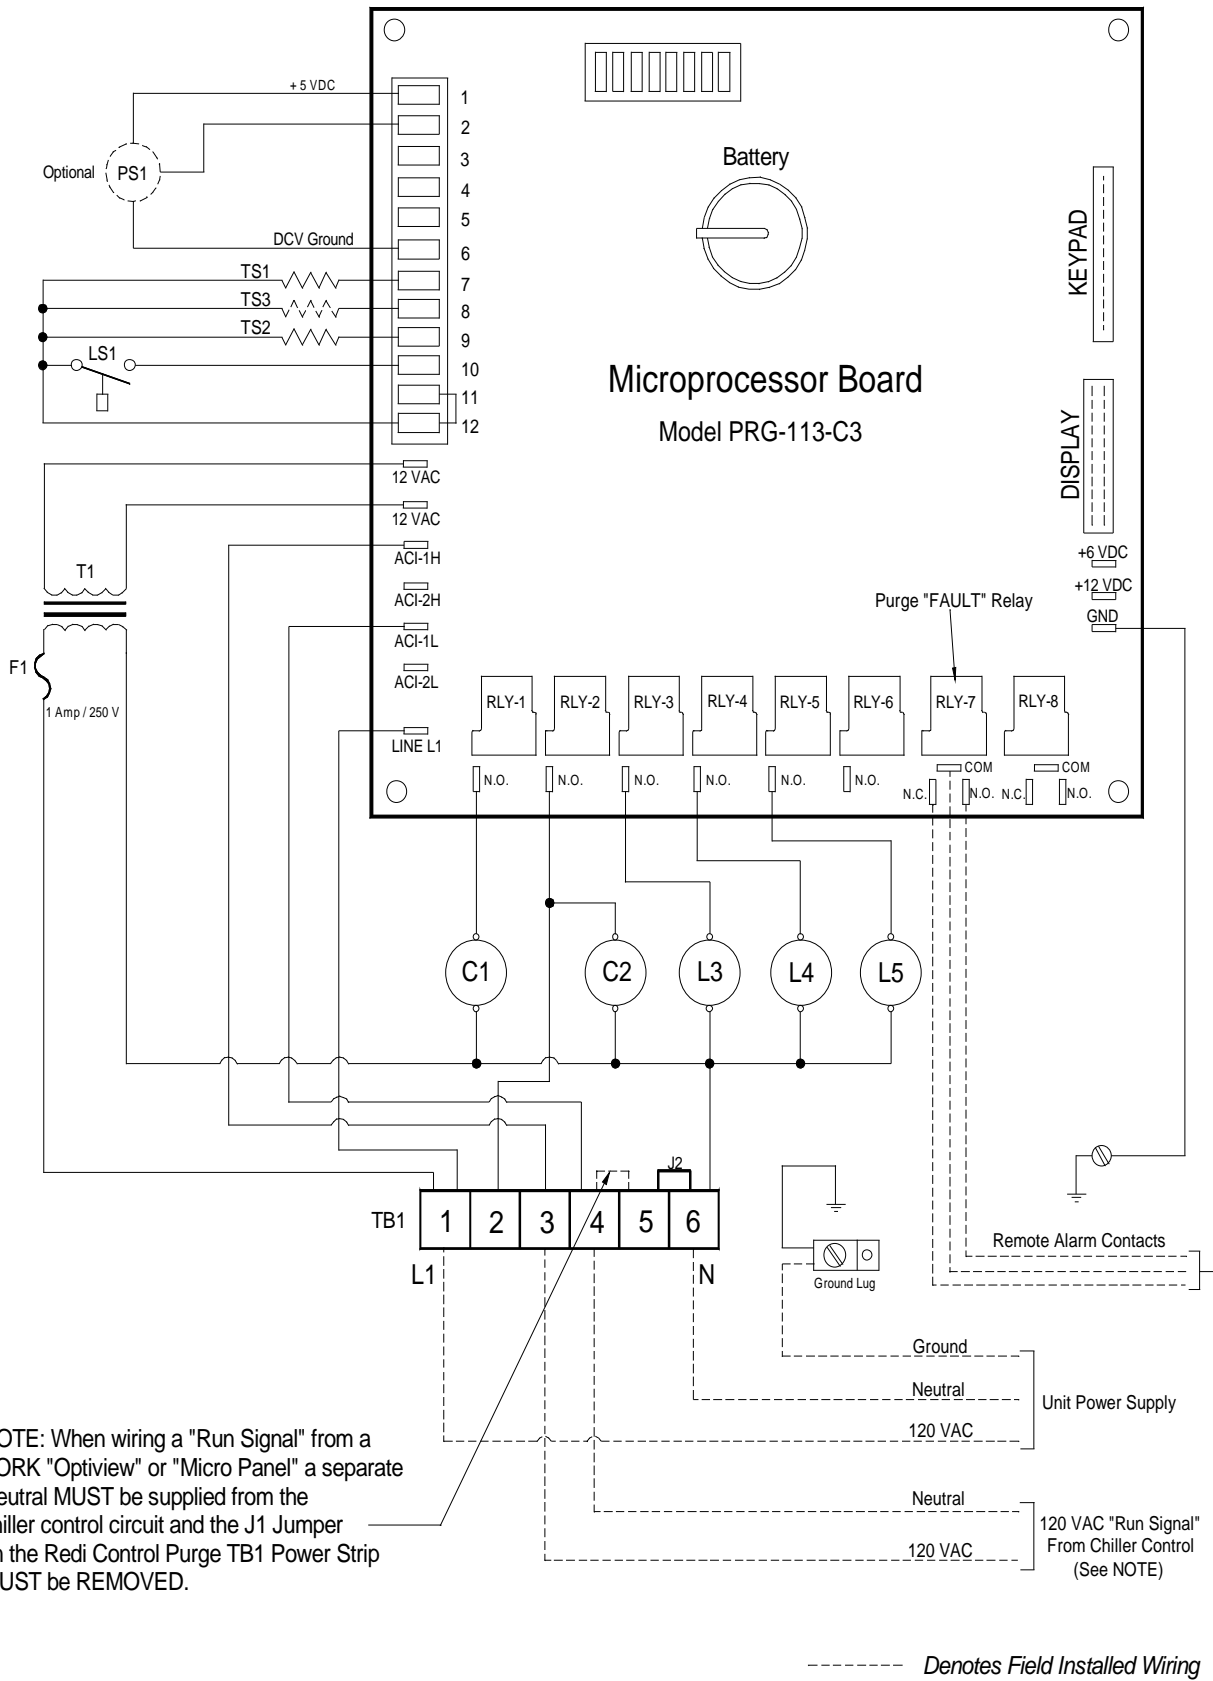 + 5 VDC
1
2
3
4
5
6
7
8
9
10
11
12
Optional
PS1
DCV Ground
TS1
TS3
TS2
LS1
Battery
KEYPAD
DISPLAY
Microprocessor Board
Model PRG-113-C3
12 VAC
12 VAC
ACI-1H
ACI-2H
ACI-1L
ACI-2L
LINE L1
T1
F1
1 Amp / 250 V
+6 VDC
+12 VDC
GND
Purge "FAULT" Relay
RLY-1
RLY-2
RLY-3
RLY-4
RLY-5
RLY-6
RLY-7
RLY-8
N.O.
N.O.
N.O.
N.O.
N.O.
N.O.
COM
N.C.
N.O.
COM
N.C.
N.O.
C1
C2
L3
L4
L5
J2
TB1
1
2
3
4
5
6
L1
N
Ground Lug
Remote Alarm Contacts
Ground
Neutral
120 VAC
Unit Power Supply
OTE: When wiring a "Run Signal" from a
ORK "Optiview" or "Micro Panel" a separate
eutral MUST be supplied from the
hiller control circuit and the J1 Jumper
n the Redi Control Purge TB1 Power Strip
UST be REMOVED.
Neutral
120 VAC
120 VAC "Run Signal"
From Chiller Control
(See NOTE)
Denotes Field Installed Wiring